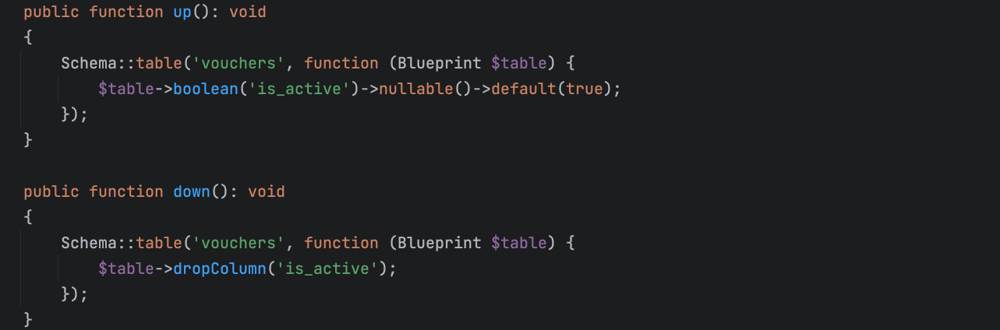 public function up(): void
{
    Schema::table('vouchers', function (Blueprint $table) {
        $table->boolean('is_active')->nullable()->default(true);
    });
}

public function down(): void
{
    Schema::table('vouchers', function (Blueprint $table) {
        $table->dropColumn('is_active');
    });
}